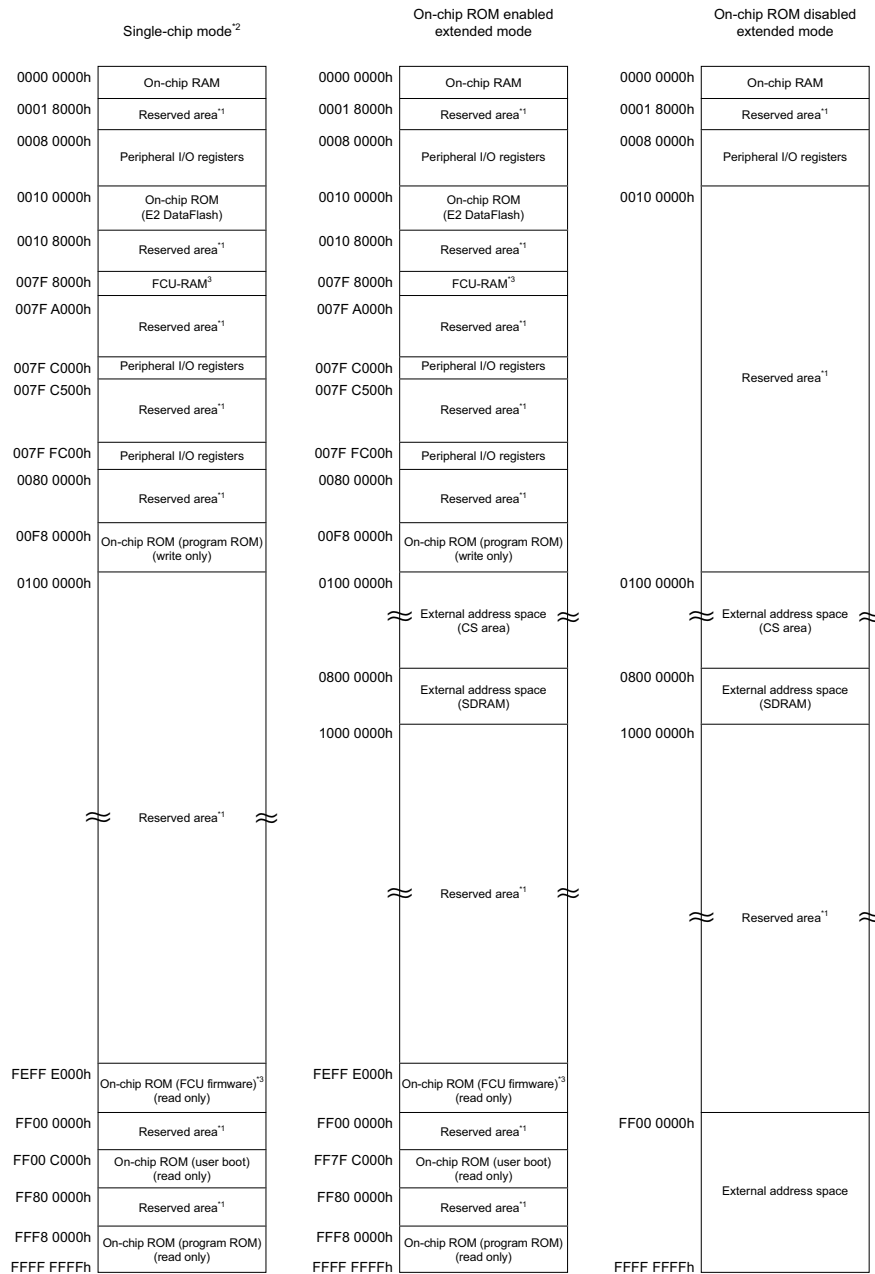 Single-chip mode*2
0000 0000h
On-chip RAM
0001 8000h
Reserved area*1
0008 0000h
Peripheral I/O registers
0010 0000h
On-chip ROM
(E2 DataFlash)
0010 8000h
Reserved area*1
007F 8000h
FCU-RAM3
007F A000h
Reserved area*1
007F C000h
Peripheral I/O registers
007F C500h
Reserved area*1
007F FC00h
Peripheral I/O registers
0080 0000h
Reserved area*1
00F8 0000h
On-chip ROM (program ROM)
(write only)
0100 0000h
Reserved area*1
FEFF E000h
On-chip ROM (FCU firmware)*3
(read only)
FF00 0000h
Reserved area*1
FF00 C000h
On-chip ROM (user boot)
(read only)
FF80 0000h
Reserved area*1
FFF8 0000h
On-chip ROM (program ROM)
(read only)
FFFF FFFFh
On-chip ROM enabled
extended mode
0000 0000h
On-chip RAM
0001 8000h
Reserved area*1
0008 0000h
Peripheral I/O registers
0010 0000h
On-chip ROM
(E2 DataFlash)
0010 8000h
Reserved area*1
007F 8000h
FCU-RAM*3
007F A000h
Reserved area*1
007F C000h
Peripheral I/O registers
007F C500h
Reserved area*1
007F FC00h
Peripheral I/O registers
0080 0000h
Reserved area*1
00F8 0000h
On-chip ROM (program ROM)
(write only)
0100 0000h
External address space
(CS area)
0800 0000h
External address space
(SDRAM)
1000 0000h
Reserved area*1
FEFF E000h
On-chip ROM (FCU firmware)*3
(read only)
FF00 0000h
Reserved area*1
FF7F C000h
On-chip ROM (user boot)
(read only)
FF80 0000h
Reserved area*1
FFF8 0000h
On-chip ROM (program ROM)
(read only)
FFFF FFFFh
On-chip ROM disabled
extended mode
0000 0000h
On-chip RAM
0001 8000h
Reserved area*1
0008 0000h
Peripheral I/O registers
0010 0000h
Reserved area*1
0100 0000h
External address space
(CS area)
0800 0000h
External address space
(SDRAM)
1000 0000h
Reserved area*1
FF00 0000h
External address space
FFFF FFFFh